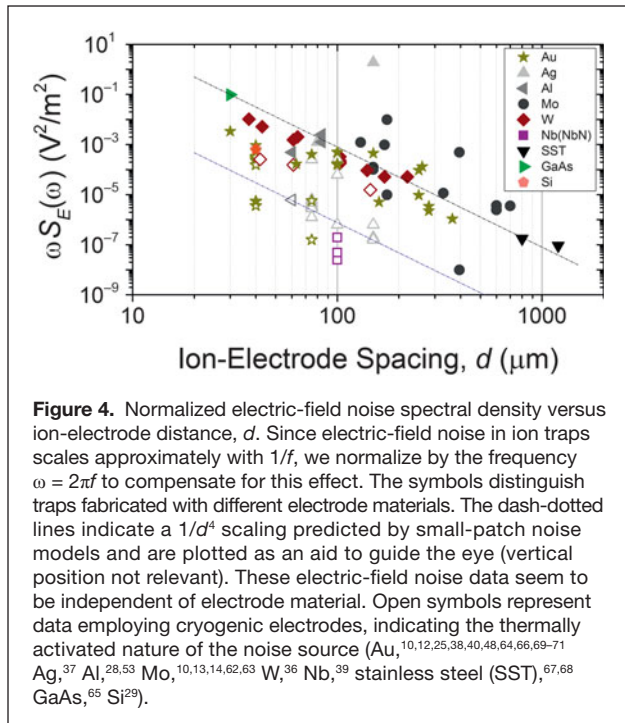 10¹
10⁻¹
10⁻³
10⁻⁵
10⁻⁷
10⁻⁹
ωS_E(ω) (V²/m²)
Au
Ag
Al
Mo
W
Nb(NbN)
SST
GaAs
Si
10 100 1000
Ion-Electrode Spacing, d (μm)
Figure 4. Normalized electric-field noise spectral density versus
ion-electrode distance, d. Since electric-field noise in ion traps
scales approximately with 1/f, we normalize by the frequency
ω = 2πf to compensate for this effect. The symbols distinguish
traps fabricated with different electrode materials. The dash-dotted
lines indicate a 1/d⁴ scaling predicted by small-patch noise
models and are plotted as an aid to guide the eye (vertical
position not relevant). These electric-field noise data seem to
be independent of electrode material. Open symbols represent
data employing cryogenic electrodes, indicating the thermally
activated nature of the noise source (Au,¹⁰,¹²,²⁵,³⁸,⁴⁰,⁴⁸,⁶⁴,⁶⁶,⁶⁹⁻⁷¹
Ag,³⁷ Al,²⁸,⁵³ Mo,¹⁰,¹³,¹⁴,⁶²,⁶³ W,³⁶ Nb,³⁹ stainless steel (SST),⁶⁷,⁶⁸
GaAs,⁶⁵ Si²⁹).